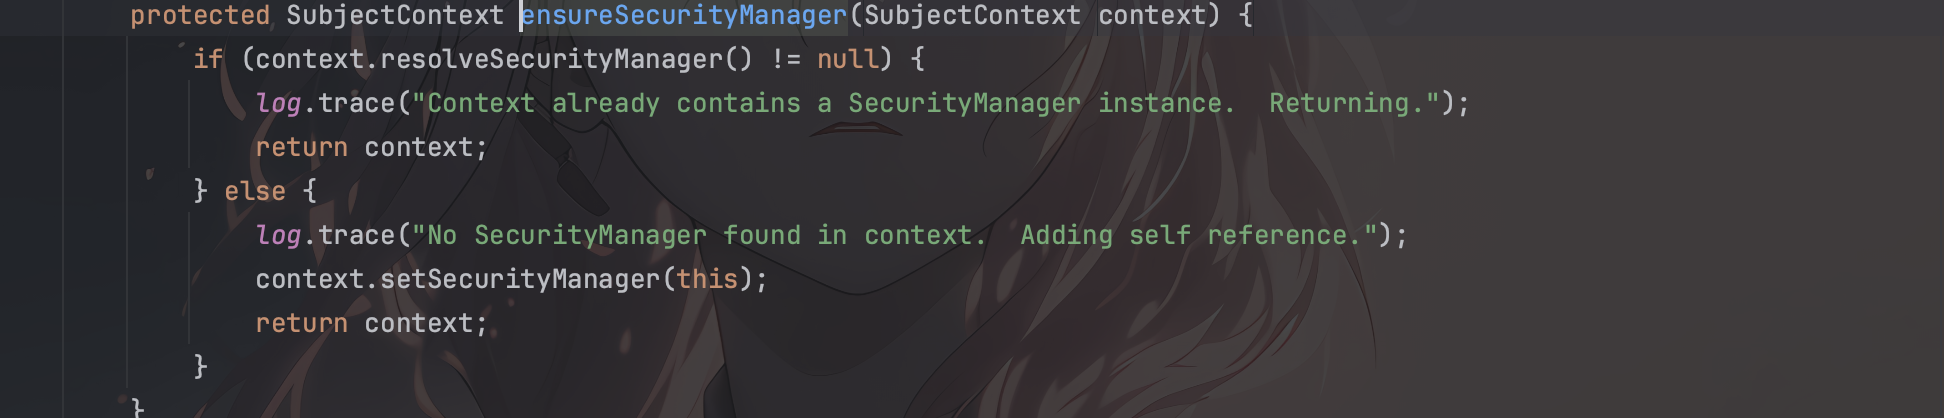 protected SubjectContext ensureSecurityManager(SubjectContext context) {
    if (context.resolveSecurityManager() != null) {
        log.trace("Context already contains a SecurityManager instance.  Returning.");
        return context;
    } else {
        log.trace("No SecurityManager found in context.  Adding self reference.");
        context.setSecurityManager(this);
        return context;
    }
}